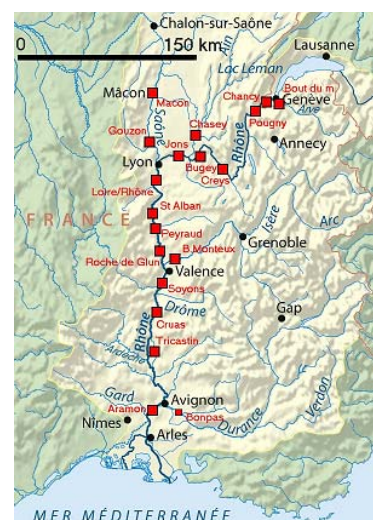 Chalon-sur-Saône
0
150 km
Ain
Lausanne
Lac Léman
Bout du m
Mâcon
Macon
Chancy
Genève
Arve
Saône
Gouzon
Chasey
Pougny
Rhône
Jons
Annecy
Lyon
Bugey
Creys
Loire/Rhône
St Alban
Isère
Arc
FRANCE
Peyraud
B.Monteux
Grenoble
Roche de Glun
Valence
Soyons
Drôme
Gap
Cruas
Rhône
Tricastin
Ardèche
Gard
Avignon
Verdon
Aramon
Bonpas
Durance
Nîmes
Arles
MER MÉDITERRANÉE